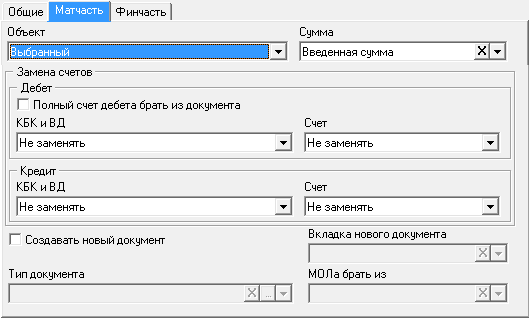 Общие Матчасть Финчасть
Объект Сумма
Выбранный Введенная сумма X
Замена счетов
Дебет
Полный счет дебета брать из документа
КБК и ВД Счет
Не заменять Не заменять
Кредит
КБК и ВД Счет
Не заменять Не заменять
Создавать новый документ Вкладка нового документа
X
Тип документа МОЛа брать из
X ... X